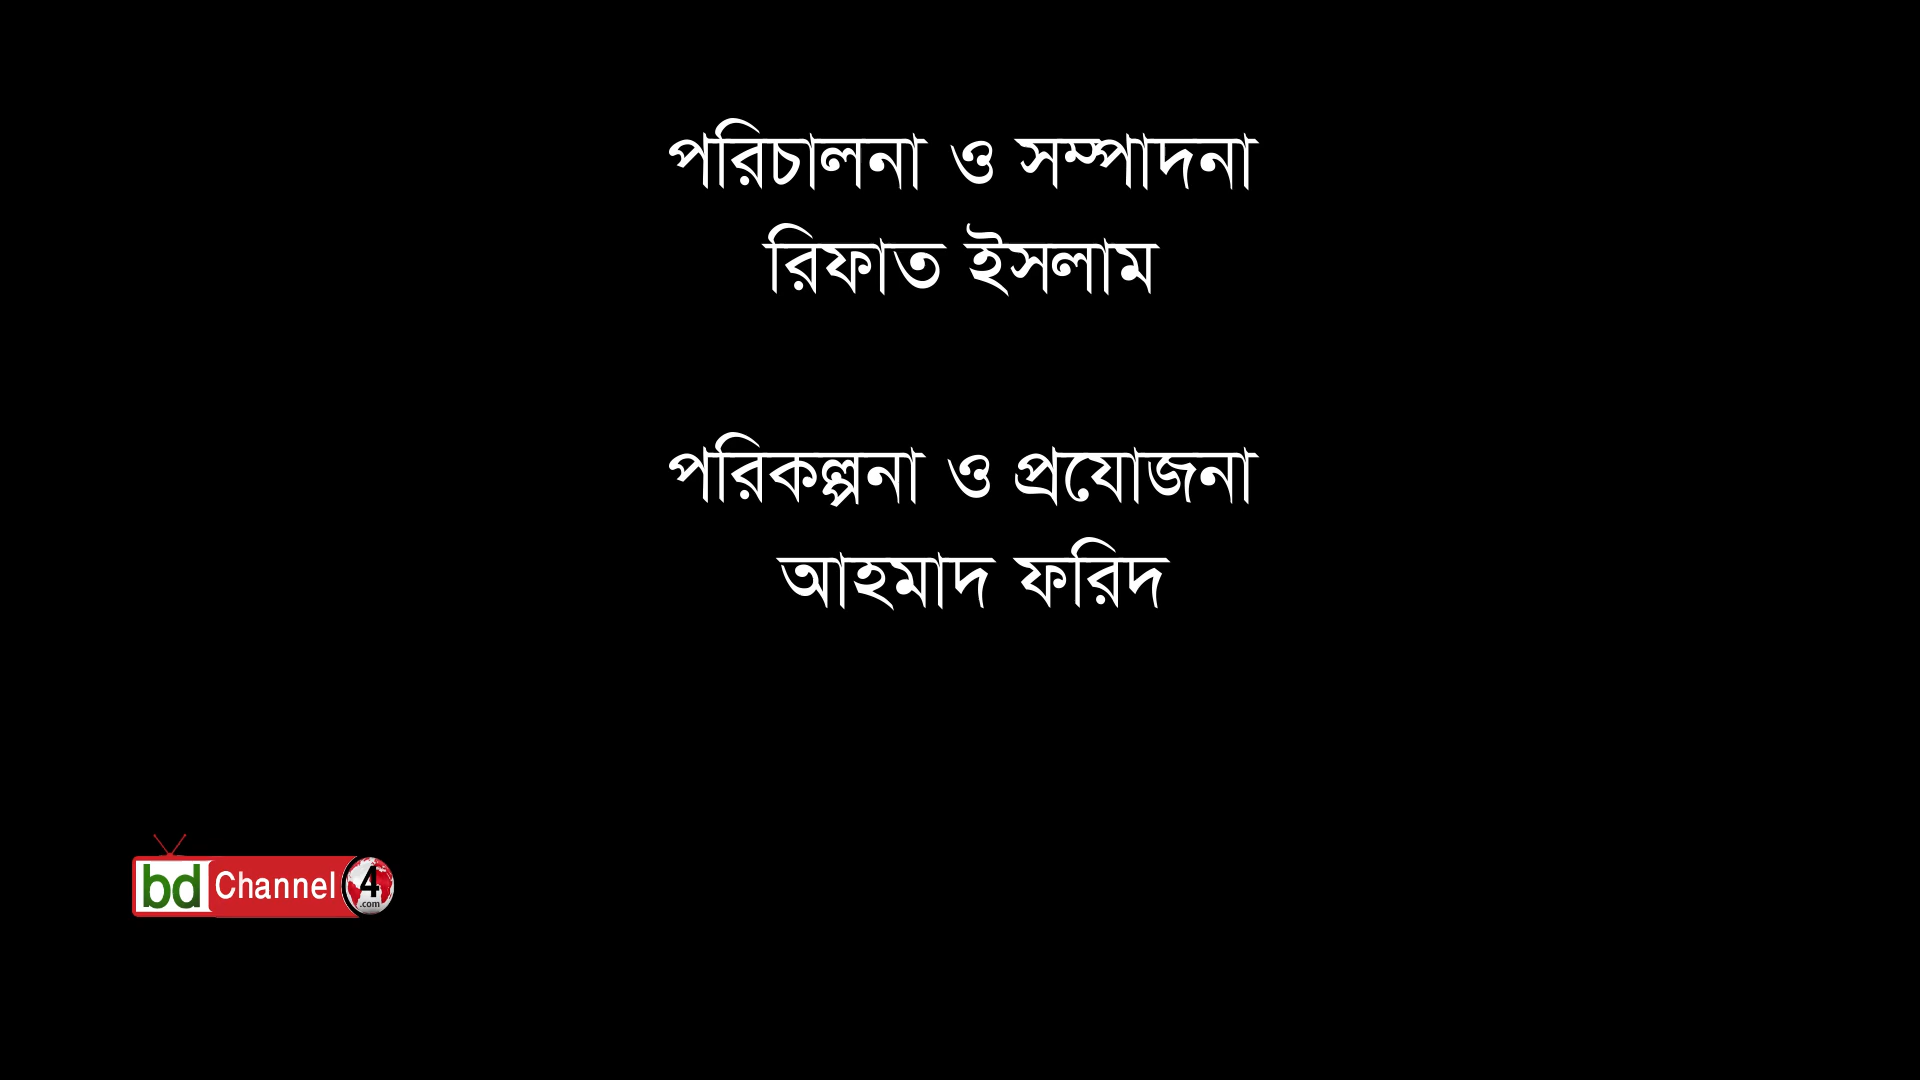 পরিচালনা ও সম্পাদনা
রিফাত ইসলাম
পরিকল্পনা ও প্রযোজনা
আহমাদ ফরিদ
bd Channel 4
.com